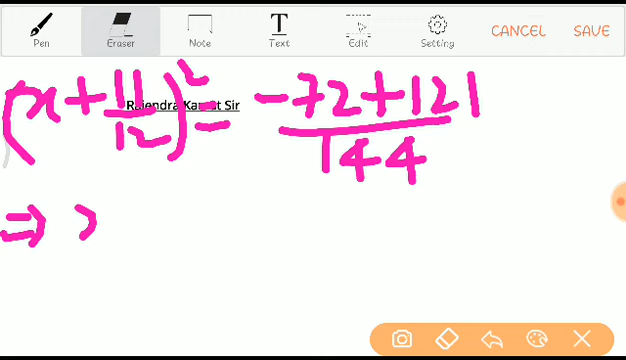 Pen Eraser Note Text Edit Setting CANCEL SAVE
(x + 11/12)² = (-72+121)/144
Rajendra Kamat Sir
⇒